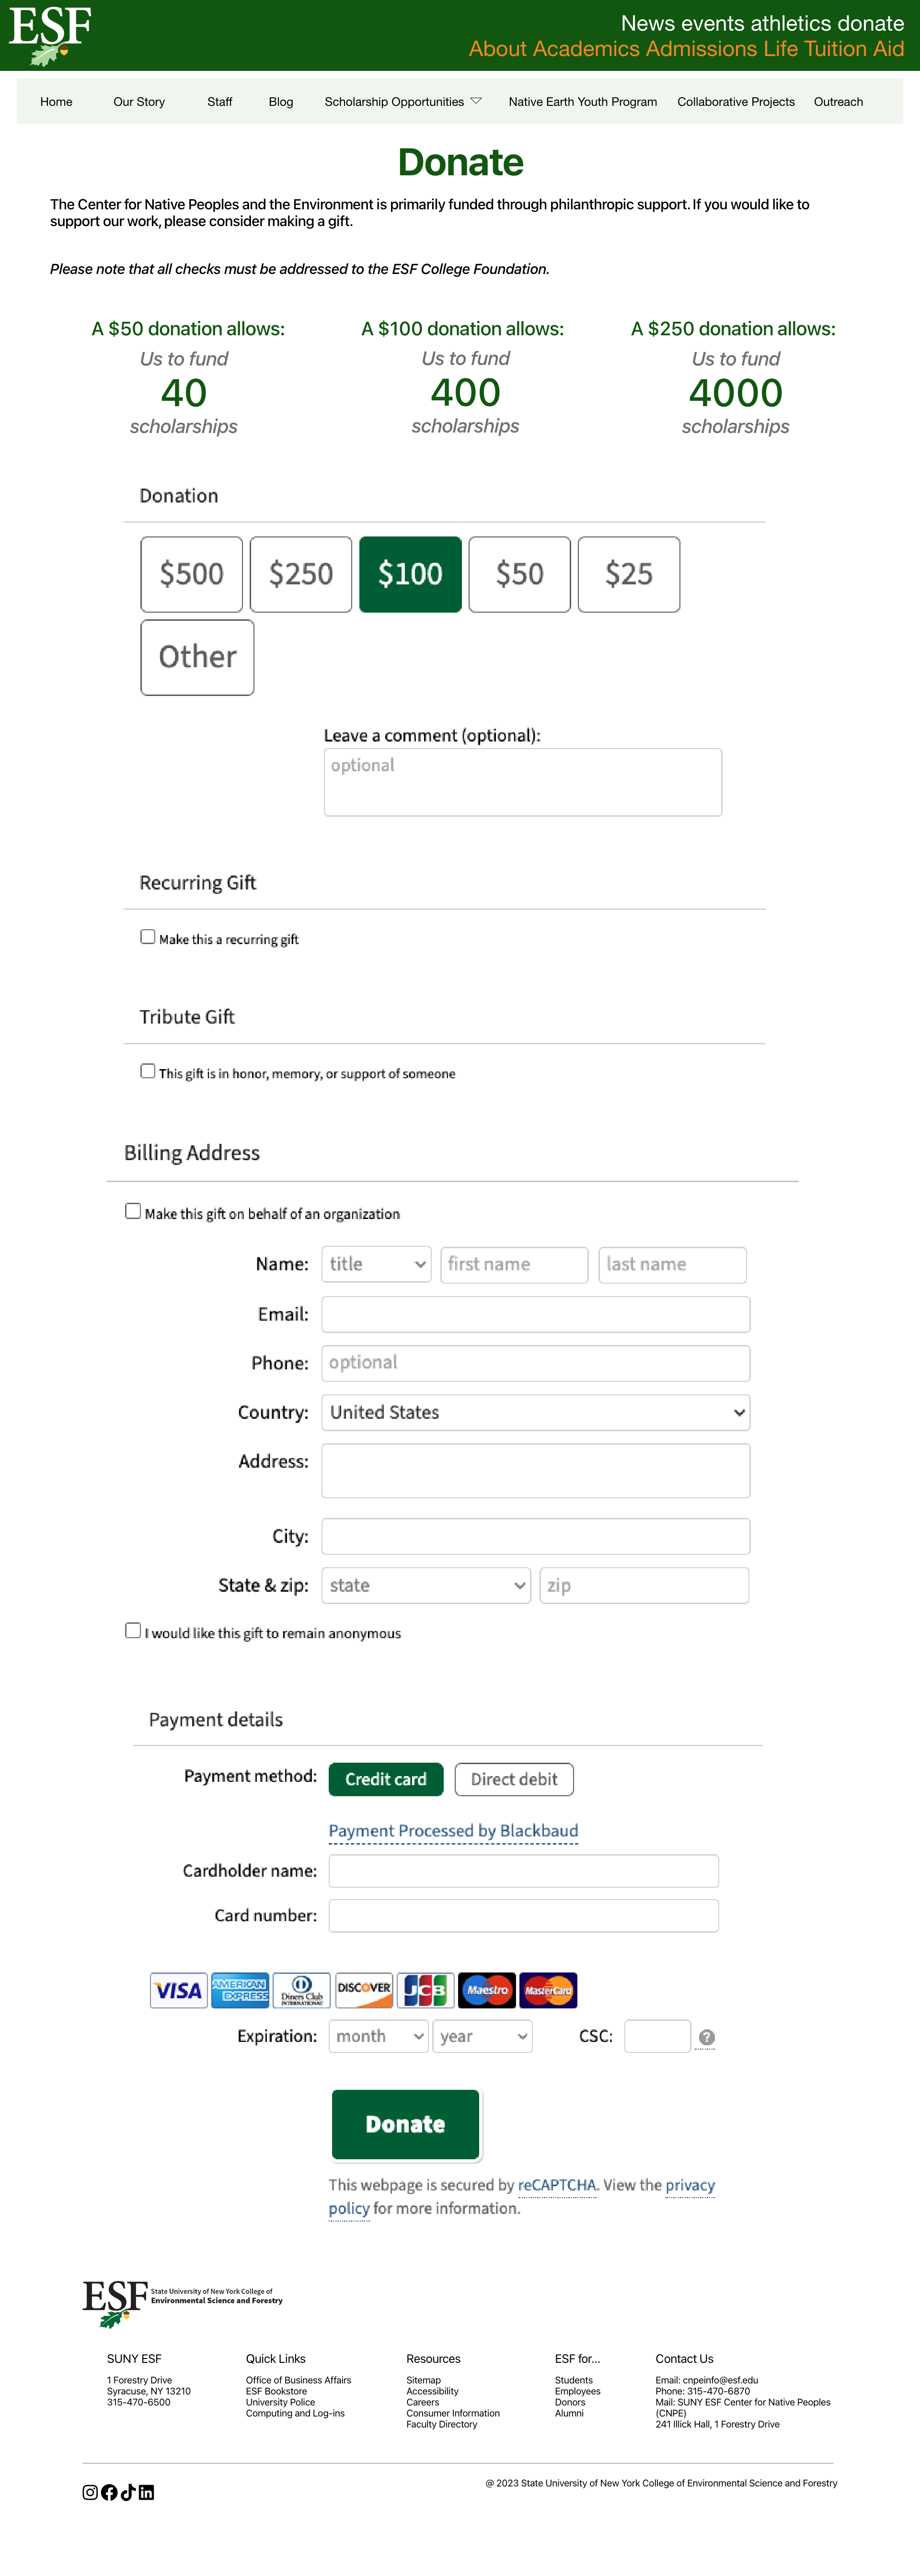 ESF
News events athletics donate
About Academics Admissions Life Tuition Aid
Home Our Story Staff Blog Scholarship Opportunities Native Earth Youth Program Collaborative Projects Outreach
Donate
The Center for Native Peoples and the Environment is primarily funded through philanthropic support. If you would like to
support our work, please consider making a gift.
Please note that all checks must be addressed to the ESF College Foundation.
A $50 donation allows:
Us to fund
40
scholarships
A $100 donation allows:
Us to fund
400
scholarships
A $250 donation allows:
Us to fund
4000
scholarships
Donation
$500 $250 $100 $50 $25
Other
Leave a comment (optional):
optional
Recurring Gift
Make this a recurring gift
Tribute Gift
This gift is in honor, memory, or support of someone
Billing Address
Make this gift on behalf of an organization
Name: title first name last name
Email:
Phone: optional
Country: United States
Address:
City:
State & zip: state zip
I would like this gift to remain anonymous
Payment details
Payment method: Credit card Direct debit
Payment Processed by Blackbaud
Cardholder name:
Card number:
VISA AMERICAN EXPRESS Diners Club INTERNATIONAL DISCOVER JCB Maestro MasterCard
Expiration: month year CSC: ?
Donate
This webpage is secured by reCAPTCHA. View the privacy
policy for more information.
ESF
State University of New York College of
Environmental Science and Forestry
SUNY ESF
1 Forestry Drive
Syracuse, NY 13210
315-470-6500
Quick Links
Office of Business Affairs
ESF Bookstore
University Police
Computing and Log-ins
Resources
Sitemap
Accessibility
Careers
Consumer Information
Faculty Directory
ESF for...
Students
Employees
Donors
Alumni
Contact Us
Email: cnpeinfo@esf.edu
Phone: 315-470-6870
Mail: SUNY ESF Center for Native Peoples
(CNPE)
241 Illick Hall, 1 Forestry Drive
@ 2023 State University of New York College of Environmental Science and Forestry